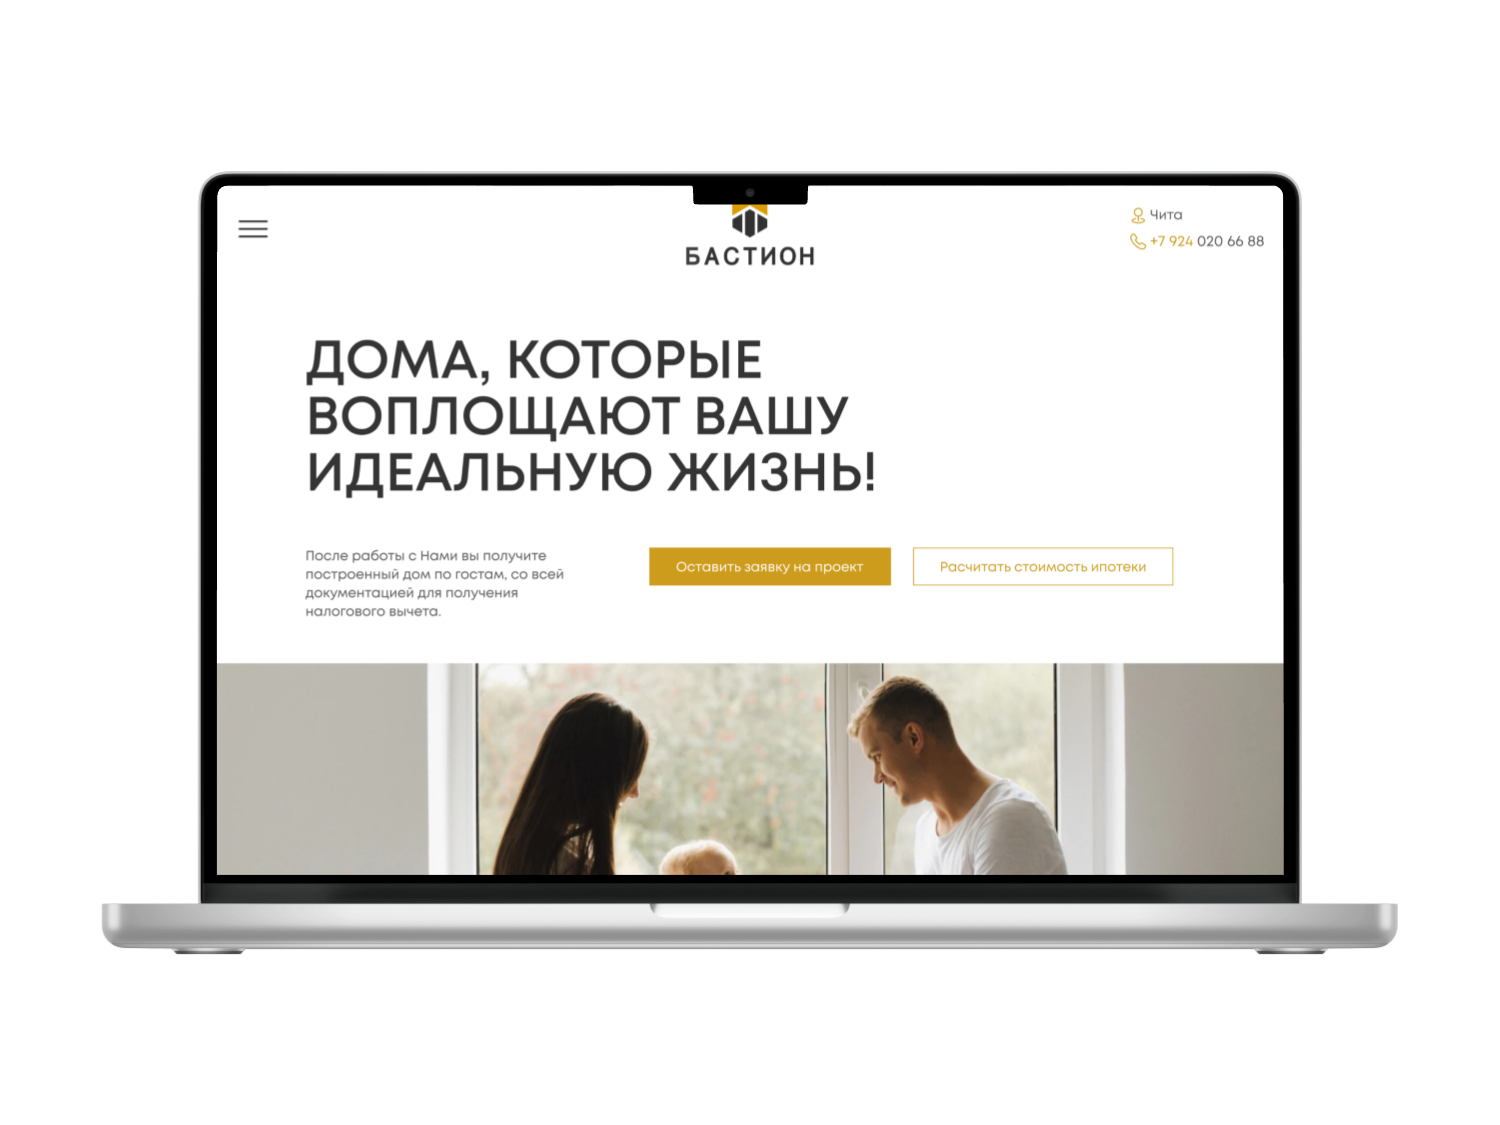 БАСТИОН
Чита
+7 924 020 66 88
ДОМА, КОТОРЫЕ
ВОПЛОЩАЮТ ВАШУ
ИДЕАЛЬНУЮ ЖИЗНЬ!
После работы с Нами вы получите
построенный дом по гостам, со всей
документацией для получения
налогового вычета.
Оставить заявку на проект
Расчитать стоимость ипотеки